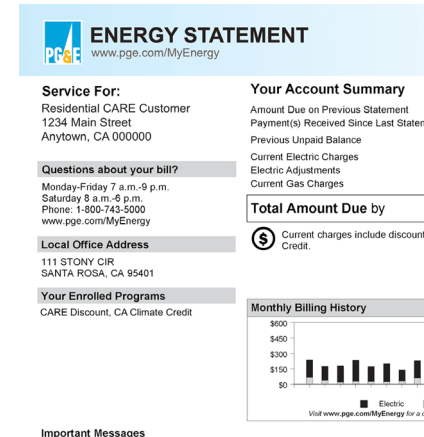 PG&E
ENERGY STATEMENT
www.pge.com/MyEnergy
Service For:
Residential CARE Customer
1234 Main Street
Anytown, CA 000000
Questions about your bill?
Monday-Friday 7 a.m.-9 p.m.
Saturday 8 a.m.-6 p.m.
Phone: 1-800-743-5000
www.pge.com/MyEnergy
Local Office Address
111 STONY CIR
SANTA ROSA, CA 95401
Your Enrolled Programs
CARE Discount, CA Climate Credit
Important Messages
Your Account Summary
Amount Due on Previous Statement
Payment(s) Received Since Last Statem
Previous Unpaid Balance
Current Electric Charges
Electric Adjustments
Current Gas Charges
Total Amount Due by
$ Current charges include discount
Credit.
Monthly Billing History
$600
$450
$300
$150
$0
Electric
Visit www.pge.com/MyEnergy for a